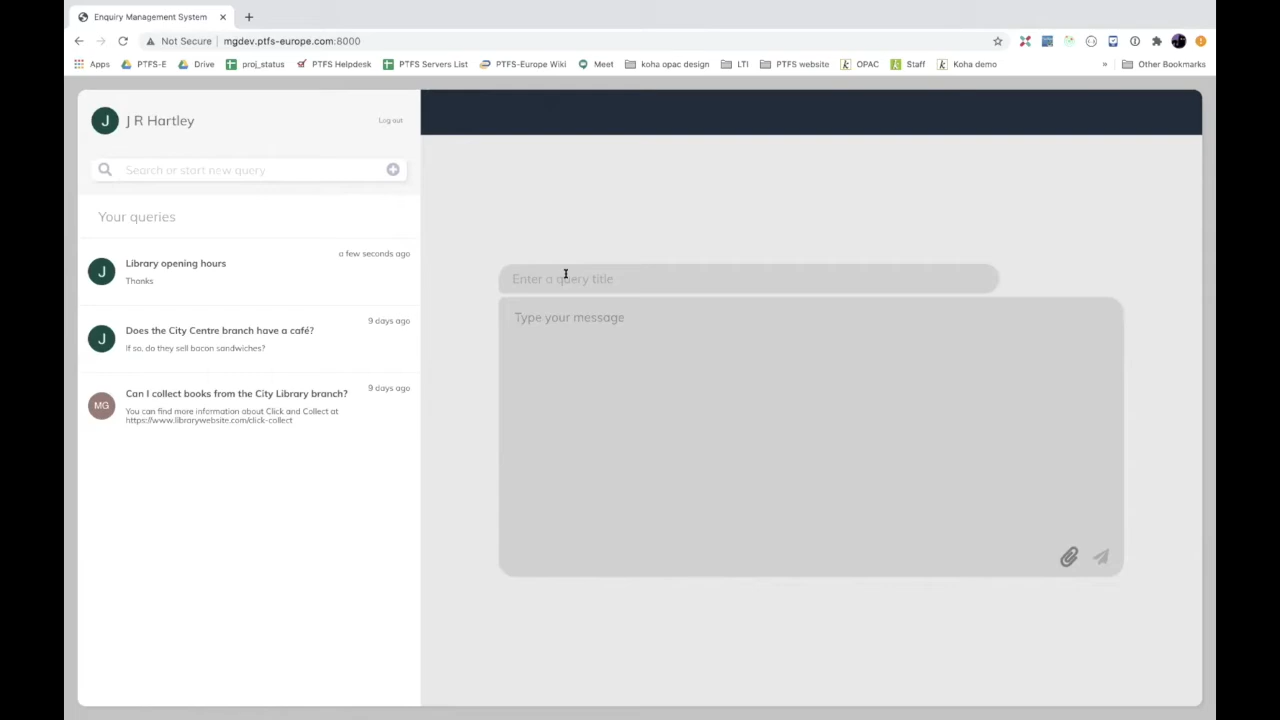 Enquiry Management System
Not Secure
mgdev.ptfs-europe.com:8000
Apps
PTFS-E
Drive
proj_status
PTFS Helpdesk
PTFS Servers List
PTFS-Europe Wiki
Meet
koha opac design
LTI
PTFS website
OPAC
Staff
Koha demo
»
Other Bookmarks
J
J R Hartley
Log out
Search or start new query
Your queries
J
Library opening hours
a few seconds ago
Thanks
J
Does the City Centre branch have a café?
9 days ago
If so, do they sell bacon sandwiches?
MG
Can I collect books from the City Library branch?
9 days ago
You can find more information about Click and Collect at
https://www.librarywebsite.com/click-collect
Enter a query title
Type your message